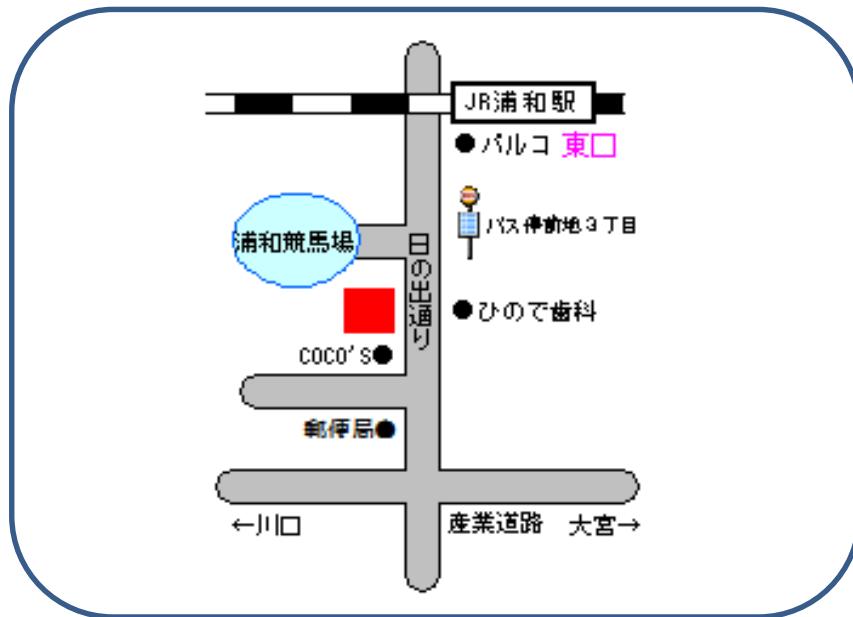 JR浦和駅
●パルコ 東口
バス停前地3丁目
浦和競馬場
日の出通り
●ひので歯科
COCO'S●
郵便局●
←川口
産業道路
大宮→